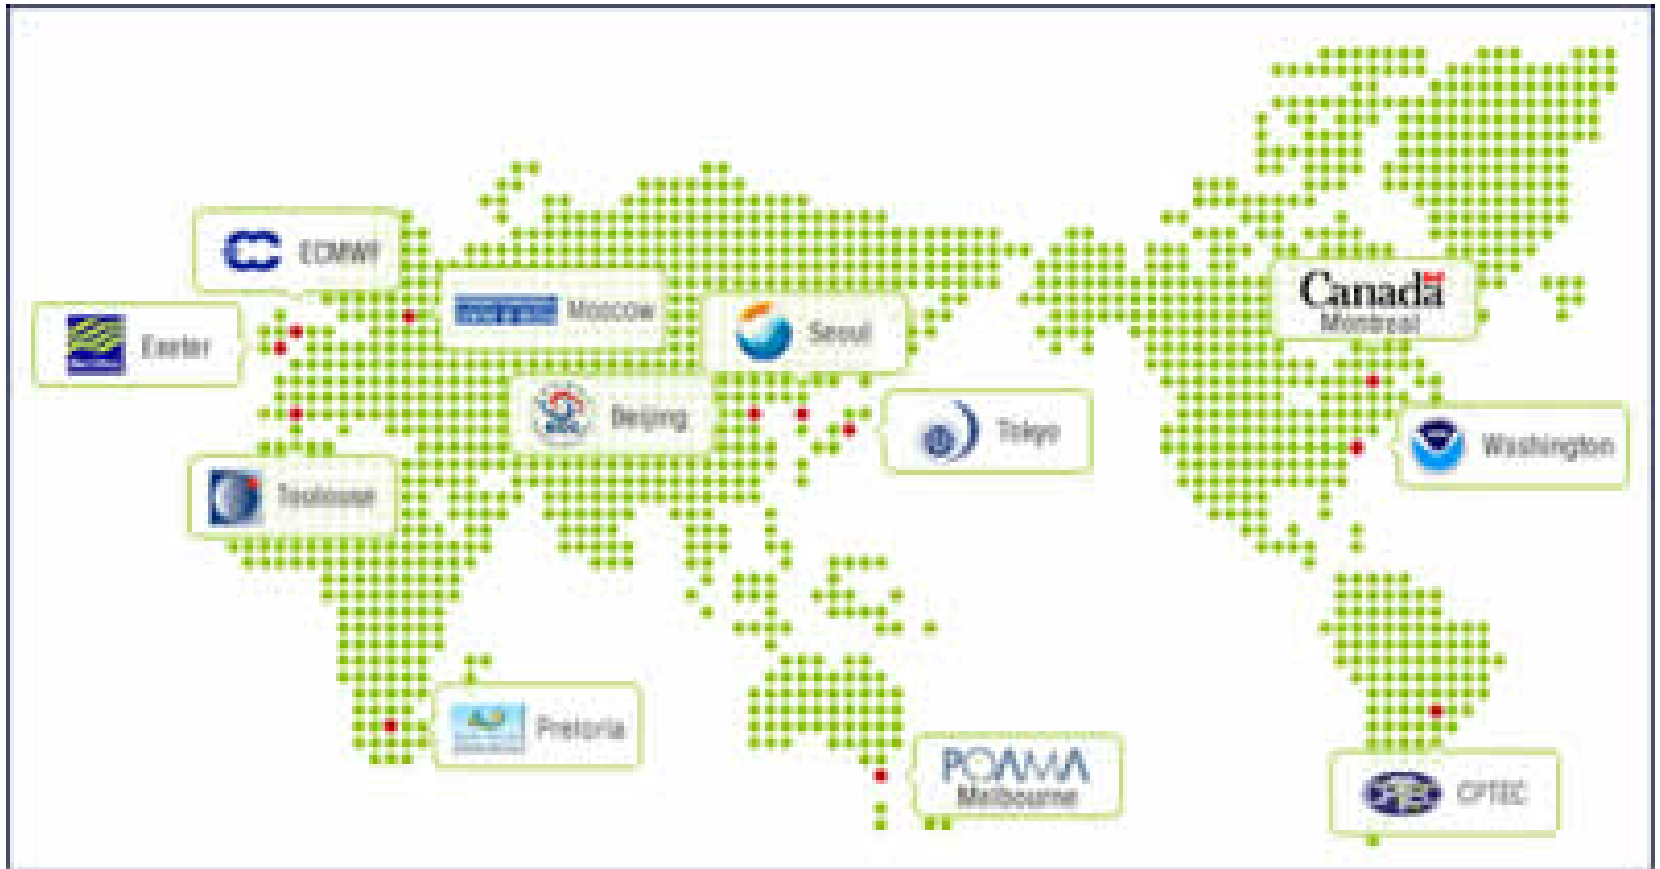 ECMWF
Exeter
Moscow
Seoul
Canada
Montreal
Beijing
Tokyo
Washington
Toulouse
Pretoria
POAMA
Melbourne
CPTEC